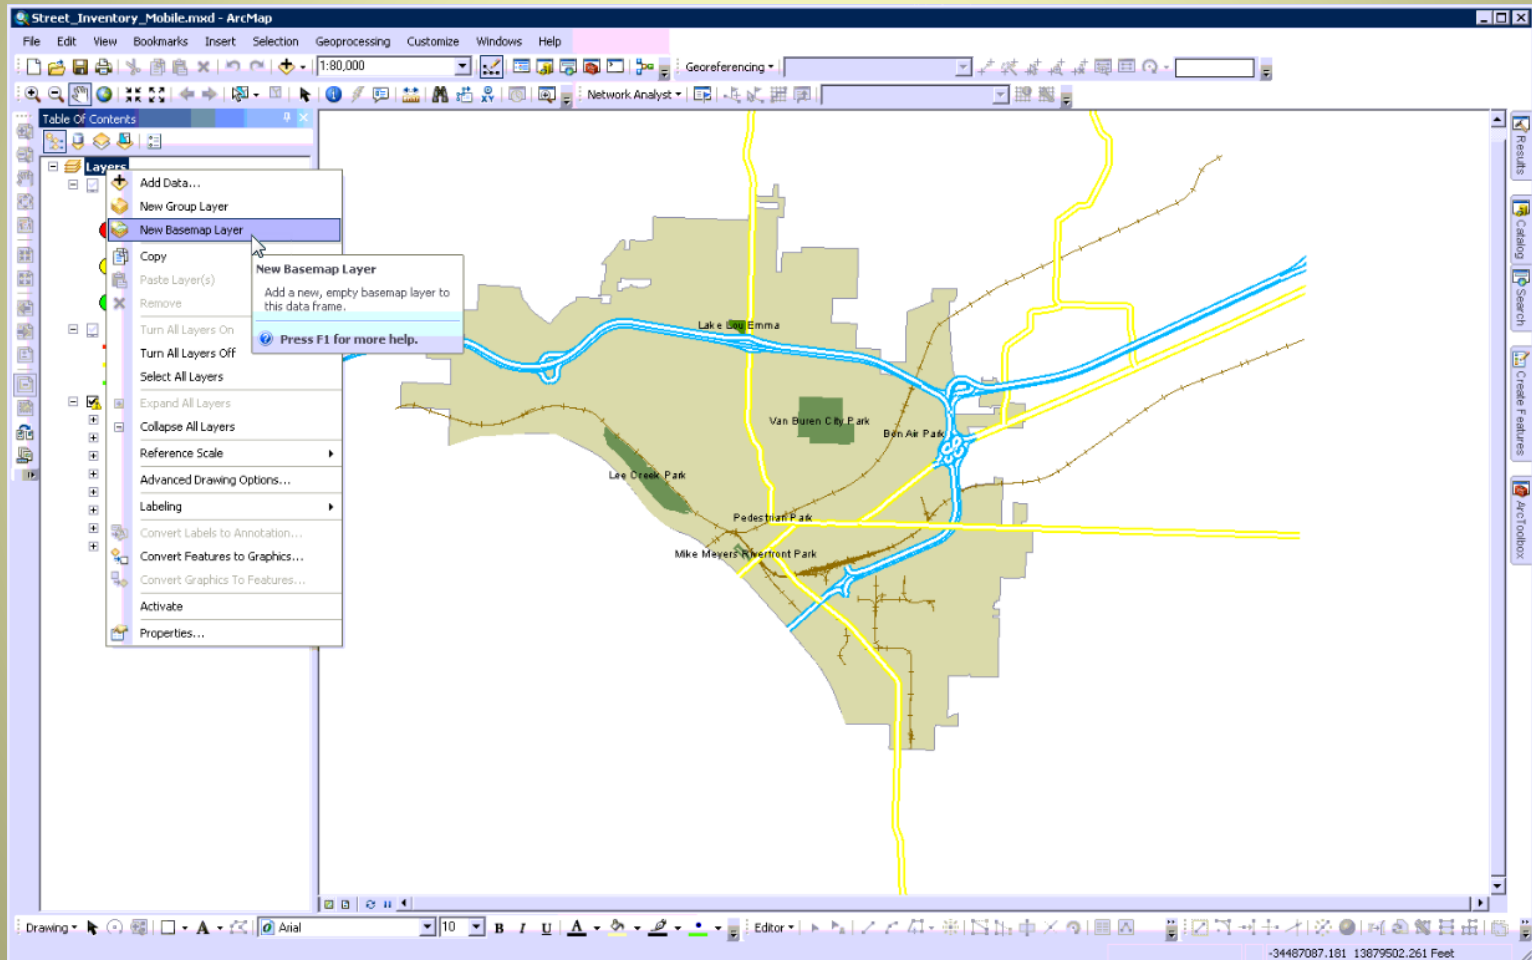 Street_Inventory_Mobile.mxd - ArcMap
File Edit View Bookmarks Insert Selection Geoprocessing Customize Windows Help
1:80,000
Georeferencing
Network Analyst
Table Of Contents
Layers
Add Data...
New Group Layer
New Basemap Layer
Copy
Paste Layer(s)
Remove
Turn All Layers On
Turn All Layers Off
Select All Layers
Expand All Layers
Collapse All Layers
Reference Scale
Advanced Drawing Options...
Labeling
Convert Labels to Annotation...
Convert Features to Graphics...
Convert Graphics To Features...
Activate
Properties...
New Basemap Layer
Add a new, empty basemap layer to
this data frame.
Press F1 for more help.
Lake Lou Emma
Van Buren City Park
Bon Air Park
Lee Creek Park
Pedestrian Park
Mike Meyers Riverfront Park
Results
Catalog
Search
Create Features
ArcToolbox
Drawing
A
Arial
10
B I U A
Editor
-34487087.181 13879502.261 Feet